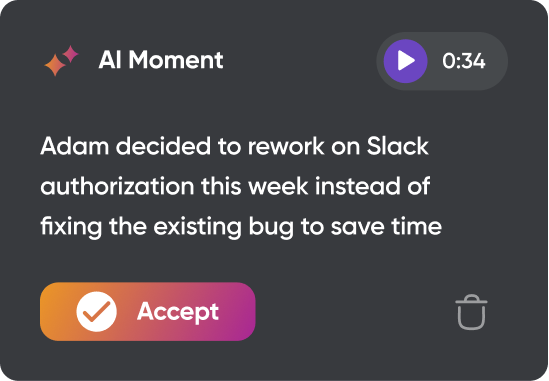 AI Moment
0:34
Adam decided to rework on Slack
authorization this week instead of
fixing the existing bug to save time
Accept